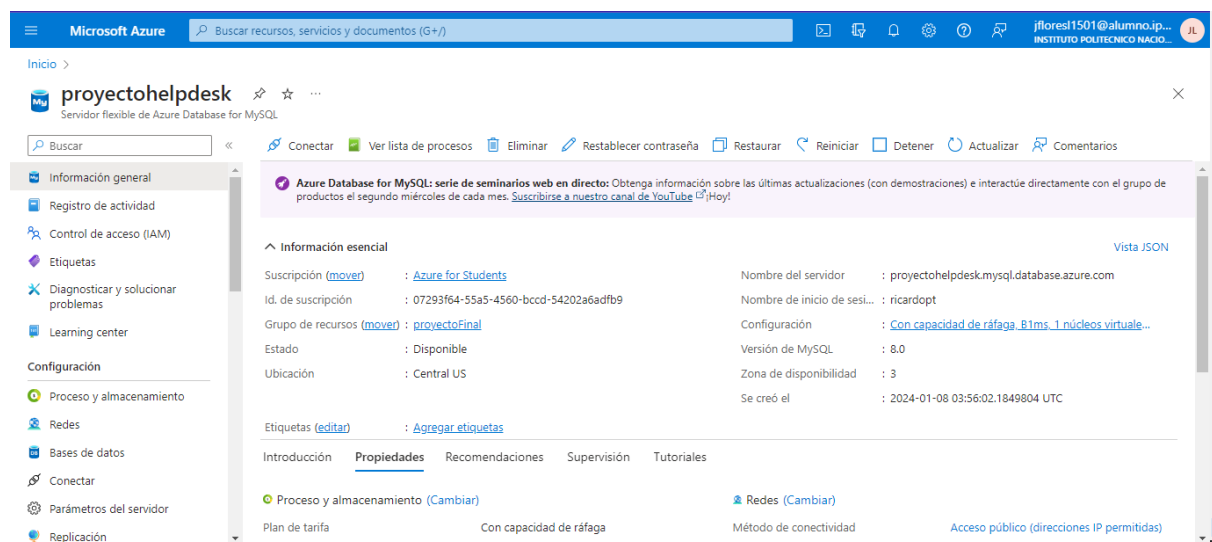 Microsoft Azure
Buscar recursos, servicios y documentos (G+/)
jfloresl1501@alumno.ip...
INSTITUTO POLITECNICO NACIO...
JL
Inicio >
My
proyectohelpdesk
Servidor flexible de Azure Database for MySQL
Buscar
Conectar
Ver lista de procesos
Eliminar
Restablecer contraseña
Restaurar
Reiniciar
Detener
Actualizar
Comentarios
Información general
Registro de actividad
Control de acceso (IAM)
Etiquetas
Diagnosticar y solucionar
problemas
Learning center
Configuración
Proceso y almacenamiento
Redes
Bases de datos
Conectar
Parámetros del servidor
Replicación
Azure Database for MySQL: serie de seminarios web en directo: Obtenga información sobre las últimas actualizaciones (con demostraciones) e interactúe directamente con el grupo de
productos el segundo miércoles de cada mes. Suscribirse a nuestro canal de YouTube ¡Hoy!
Información esencial
Vista JSON
Suscripción (mover) : Azure for Students
Id. de suscripción : 07293f64-55a5-4560-bccd-54202a6adfb9
Grupo de recursos (mover) : proyectoFinal
Estado : Disponible
Ubicación : Central US
Nombre del servidor : proyectohelpdesk.mysql.database.azure.com
Nombre de inicio de sesi... : ricardopt
Configuración : Con capacidad de ráfaga, B1ms, 1 núcleos virtuale...
Versión de MySQL : 8.0
Zona de disponibilidad : 3
Se creó el : 2024-01-08 03:56:02.1849804 UTC
Etiquetas (editar) : Agregar etiquetas
Introducción
Propiedades
Recomendaciones
Supervisión
Tutoriales
Proceso y almacenamiento (Cambiar)
Plan de tarifa Con capacidad de ráfaga
Redes (Cambiar)
Método de conectividad Acceso público (direcciones IP permitidas)